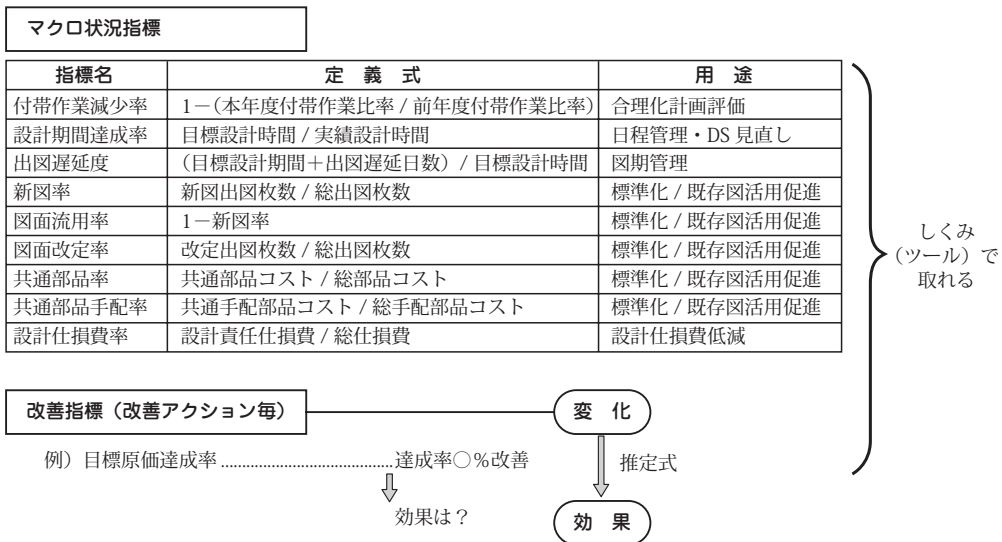 マクロ状況指標
指標名 定 義 式 用 途
付帯作業減少率 1－(本年度付帯作業比率 / 前年度付帯作業比率) 合理化計画評価
設計期間達成率 目標設計時間 / 実績設計時間 日程管理・DS 見直し
出図遅延度 （目標設計期間＋出図遅延日数）/ 目標設計時間 図期管理
新図率 新図出図枚数 / 総出図枚数 標準化 / 既存図活用促進
図面流用率 1－新図率 標準化 / 既存図活用促進
図面改定率 改定出図枚数 / 総出図枚数 標準化 / 既存図活用促進
共通部品率 共通部品コスト / 総部品コスト 標準化 / 既存図活用促進
共通部品手配率 共通手配部品コスト / 総手配部品コスト 標準化 / 既存図活用促進
設計仕損費率 設計責任仕損費 / 総仕損費 設計仕損費低減
しくみ
（ツール）で
取れる
改善指標（改善アクション毎） 変 化
例）目標原価達成率........................................達成率○％改善 推定式
効果は？ 効 果